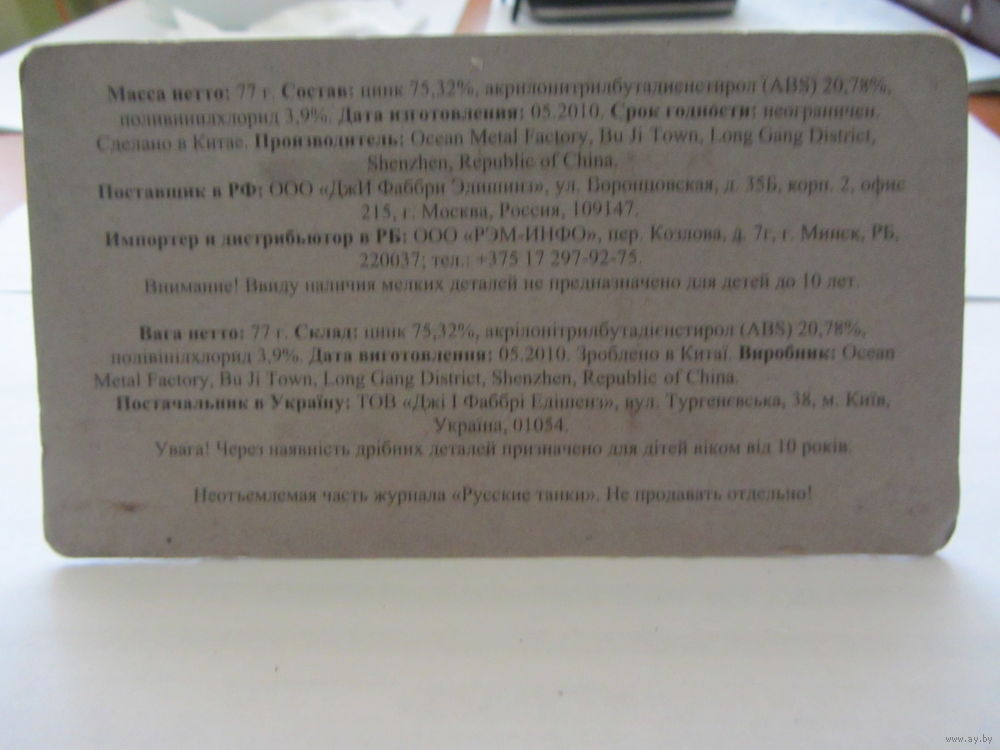 Масса нетто: 77 г. Состав: цинк 75,32%, акрилонитрилбутадиенстирол (ABS) 20,78%,
поливинилхлорид 3,9%. Дата изготовления: 05.2010. Срок годности: неограничен.
Сделано в Китае. Производитель: Ocean Metal Factory, Bu Ji Town, Long Gang District,
Shenzhen, Republic of China.
Поставщик в РФ: ООО «ДжИ Фаббри Эдишинз», ул. Воронцовская, д. 35Б, корп. 2, офис
215, г. Москва, Россия, 109147.
Импортер и дистрибьютор в РБ: ООО «РЭМ-ИНФО», пер. Козлова, д. 7г, г. Минск, РБ,
220037; тел.: +375 17 297-92-75.
Внимание! Ввиду наличия мелких деталей не предназначено для детей до 10 лет.
Вага нетто: 77 г. Склад: цинк 75,32%, акрілонітрилбутадієнстирол (ABS) 20,78%,
полівінілхлорид 3,9%. Дата виготовлення: 05.2010. Зроблено в Китаї. Виробник: Ocean
Metal Factory, Bu Ji Town, Long Gang District, Shenzhen, Republic of China.
Постачальник в Україну: ТОВ «Джі І Фаббрі Едішенз», вул. Тургенєвська, 38, м. Київ,
Україна, 01054.
Увага! Через наявність дрібних деталей призначено для дітей віком від 10 років.
Неотъемлемая часть журнала «Русские танки». Не продавать отдельно!
www.ay.by